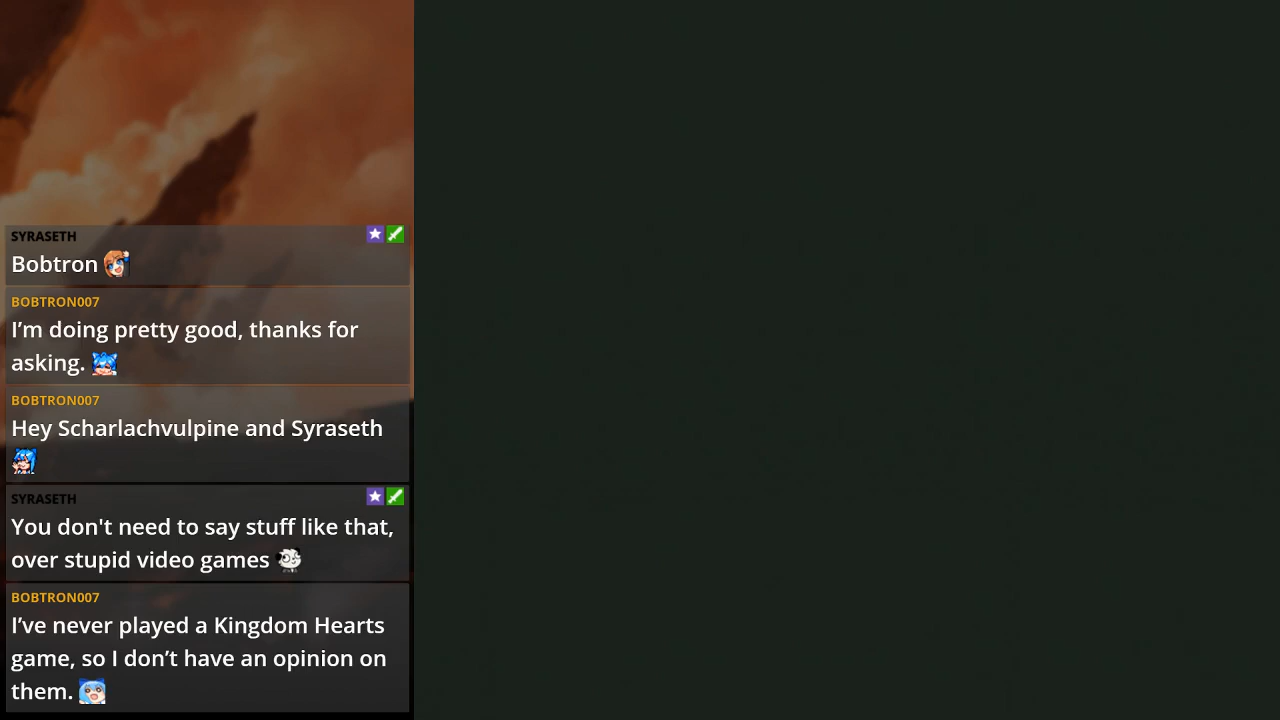 SYRASETH
Bobtron
BOBTRON007
I’m doing pretty good, thanks for
asking.
BOBTRON007
Hey Scharlachvulpine and Syraseth
SYRASETH
You don't need to say stuff like that,
over stupid video games
BOBTRON007
I’ve never played a Kingdom Hearts
game, so I don’t have an opinion on
them.